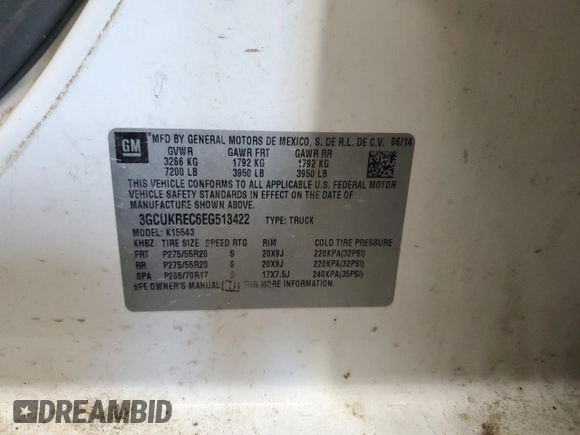 GM
MFD BY GENERAL MOTORS DE MEXICO, S. DE R.L. DE C.V. 06/14
GVWR GAWR FRT GAWR RR
3266 KG 1792 KG 1792 KG
7200 LB 3950 LB 3950 LB
THIS VEHICLE CONFORMS TO ALL APPLICABLE U.S. FEDERAL MOTOR
VEHICLE SAFETY STANDARDS IN EFFECT ON THE DATE OF
MANUFACTURE SHOWN ABOVE.
3GCUKREC6EG513422 TYPE: TRUCK
MODEL: K15543
KHBZ TIRE SIZE SPEED RTG RIM COLD TIRE PRESSURE
FRT P275/55R20 S 20X9J 220KPA(32PSI)
RR P275/55R20 S 20X9J 220KPA(32PSI)
SPA P265/70R17 S 17X7.5J 240KPA(35PSI)
SEE OWNER'S MANUAL FOR MORE INFORMATION.
DREAMBID